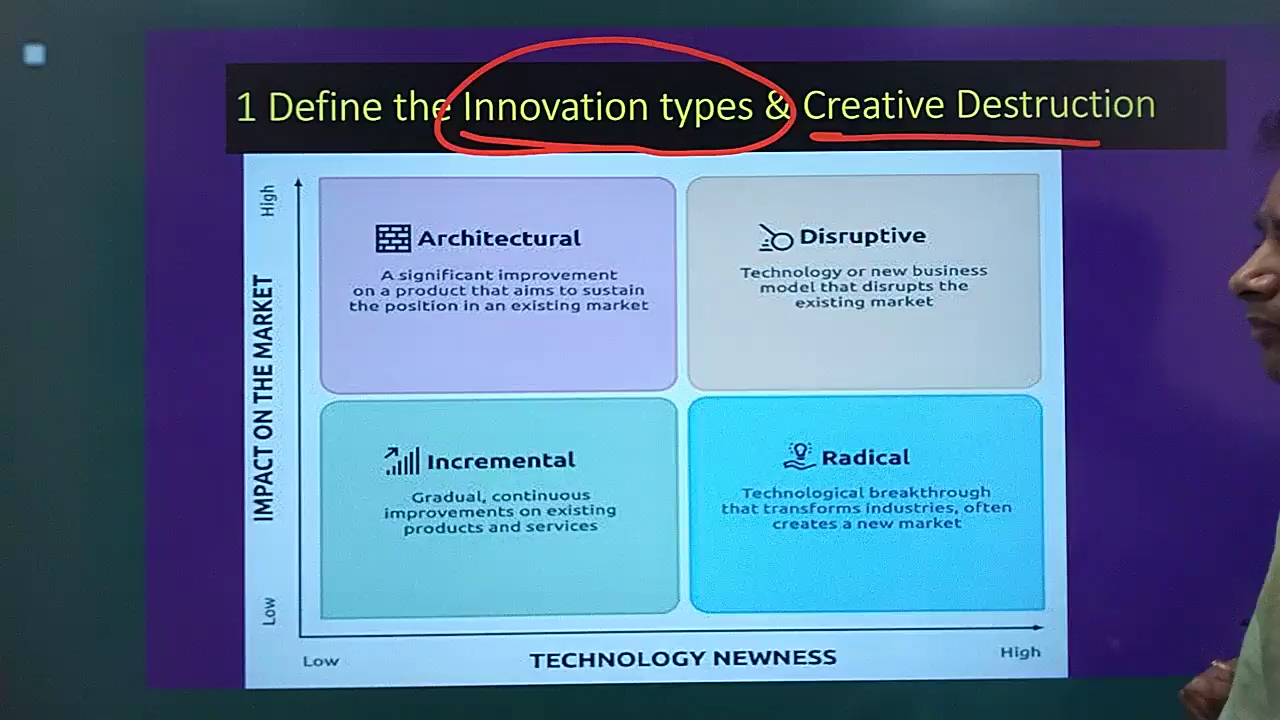 1 Define the Innovation types & Creative Destruction
High
Architectural
A significant improvement
on a product that aims to sustain
the position in an existing market
Disruptive
Technology or new business
model that disrupts the
existing market
IMPACT ON THE MARKET
Incremental
Gradual, continuous
improvements on existing
products and services
Radical
Technological breakthrough
that transforms industries, often
creates a new market
Low
Low
TECHNOLOGY NEWNESS
High